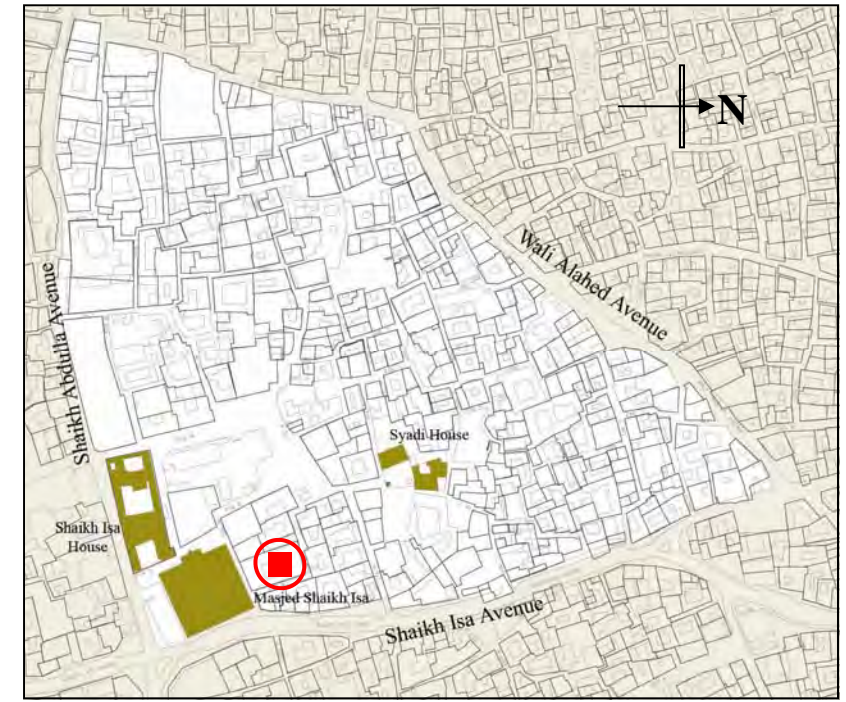 N
Wali Alahed Avenue
Shaikh Abdulla Avenue
Syadi House
Shaikh Isa
House
Masjed Shaikh Isa
Shaikh Isa Avenue